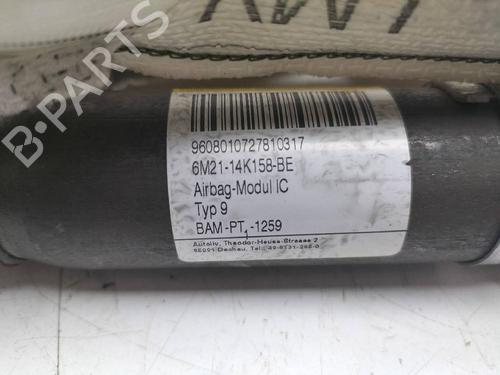 9608010727810317
6M21-14K158-BE
Airbag-Modul IC
Typ 9
BAM-PT1-1259
Autoliv, Theodor-Heuss-Strasse 2
B-Parts